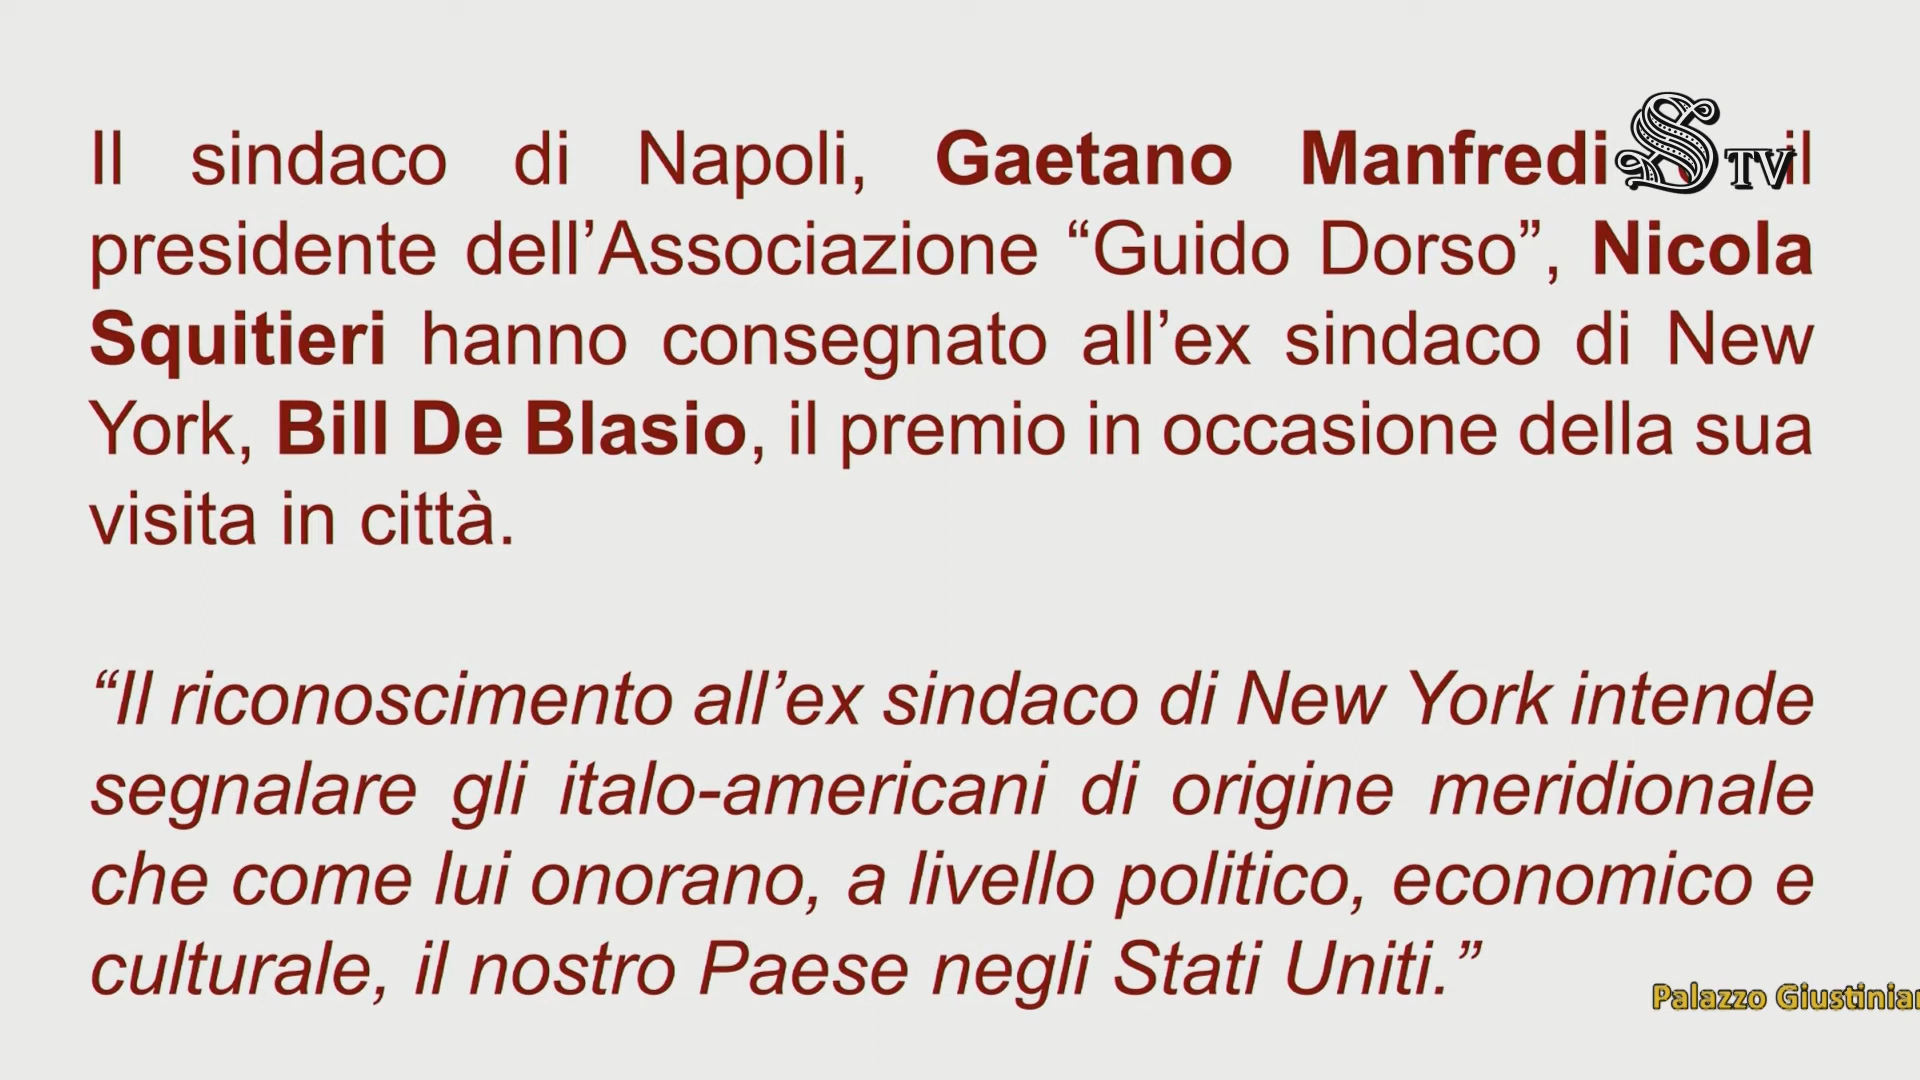 Il sindaco di Napoli, Gaetano Manfredi il
presidente dell’Associazione “Guido Dorso”, Nicola
Squitieri hanno consegnato all’ex sindaco di New
York, Bill De Blasio, il premio in occasione della sua
visita in città.
“Il riconoscimento all’ex sindaco di New York intende
segnalare gli italo-americani di origine meridionale
che come lui onorano, a livello politico, economico e
culturale, il nostro Paese negli Stati Uniti.”
S TV
Palazzo